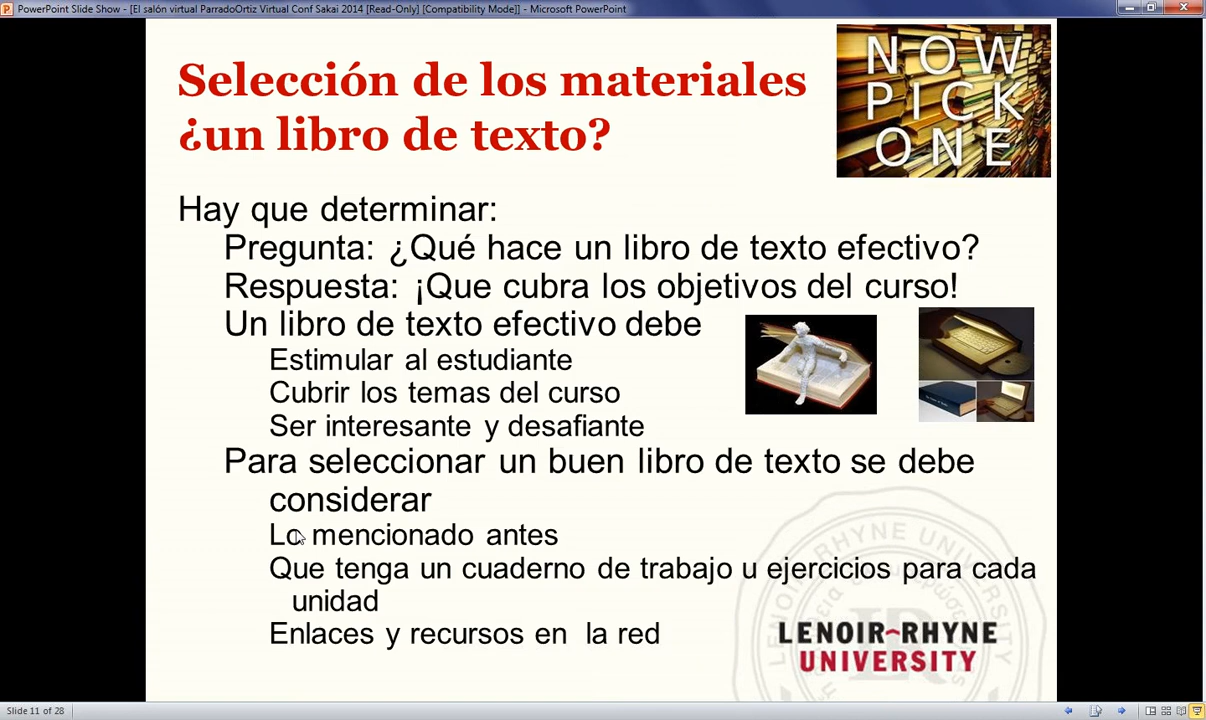 PowerPoint Slide Show - [El salón virtual ParradoOrtiz Virtual Conf Sakai 2014 [Read-Only] [Compatibility Mode]] - Microsoft PowerPoint
Selección de los materiales
¿un libro de texto?
NOW
PICK
ONE
Hay que determinar:
Pregunta: ¿Qué hace un libro de texto efectivo?
Respuesta: ¡Que cubra los objetivos del curso!
Un libro de texto efectivo debe
Estimular al estudiante
Cubrir los temas del curso
Ser interesante y desafiante
Para seleccionar un buen libro de texto se debe
considerar
Lo mencionado antes
Que tenga un cuaderno de trabajo u ejercicios para cada
unidad
Enlaces y recursos en la red
LENOIR-RHYNE UNIVERSITY
LENOIR~RHYNE
UNIVERSITY
Slide 11 of 28